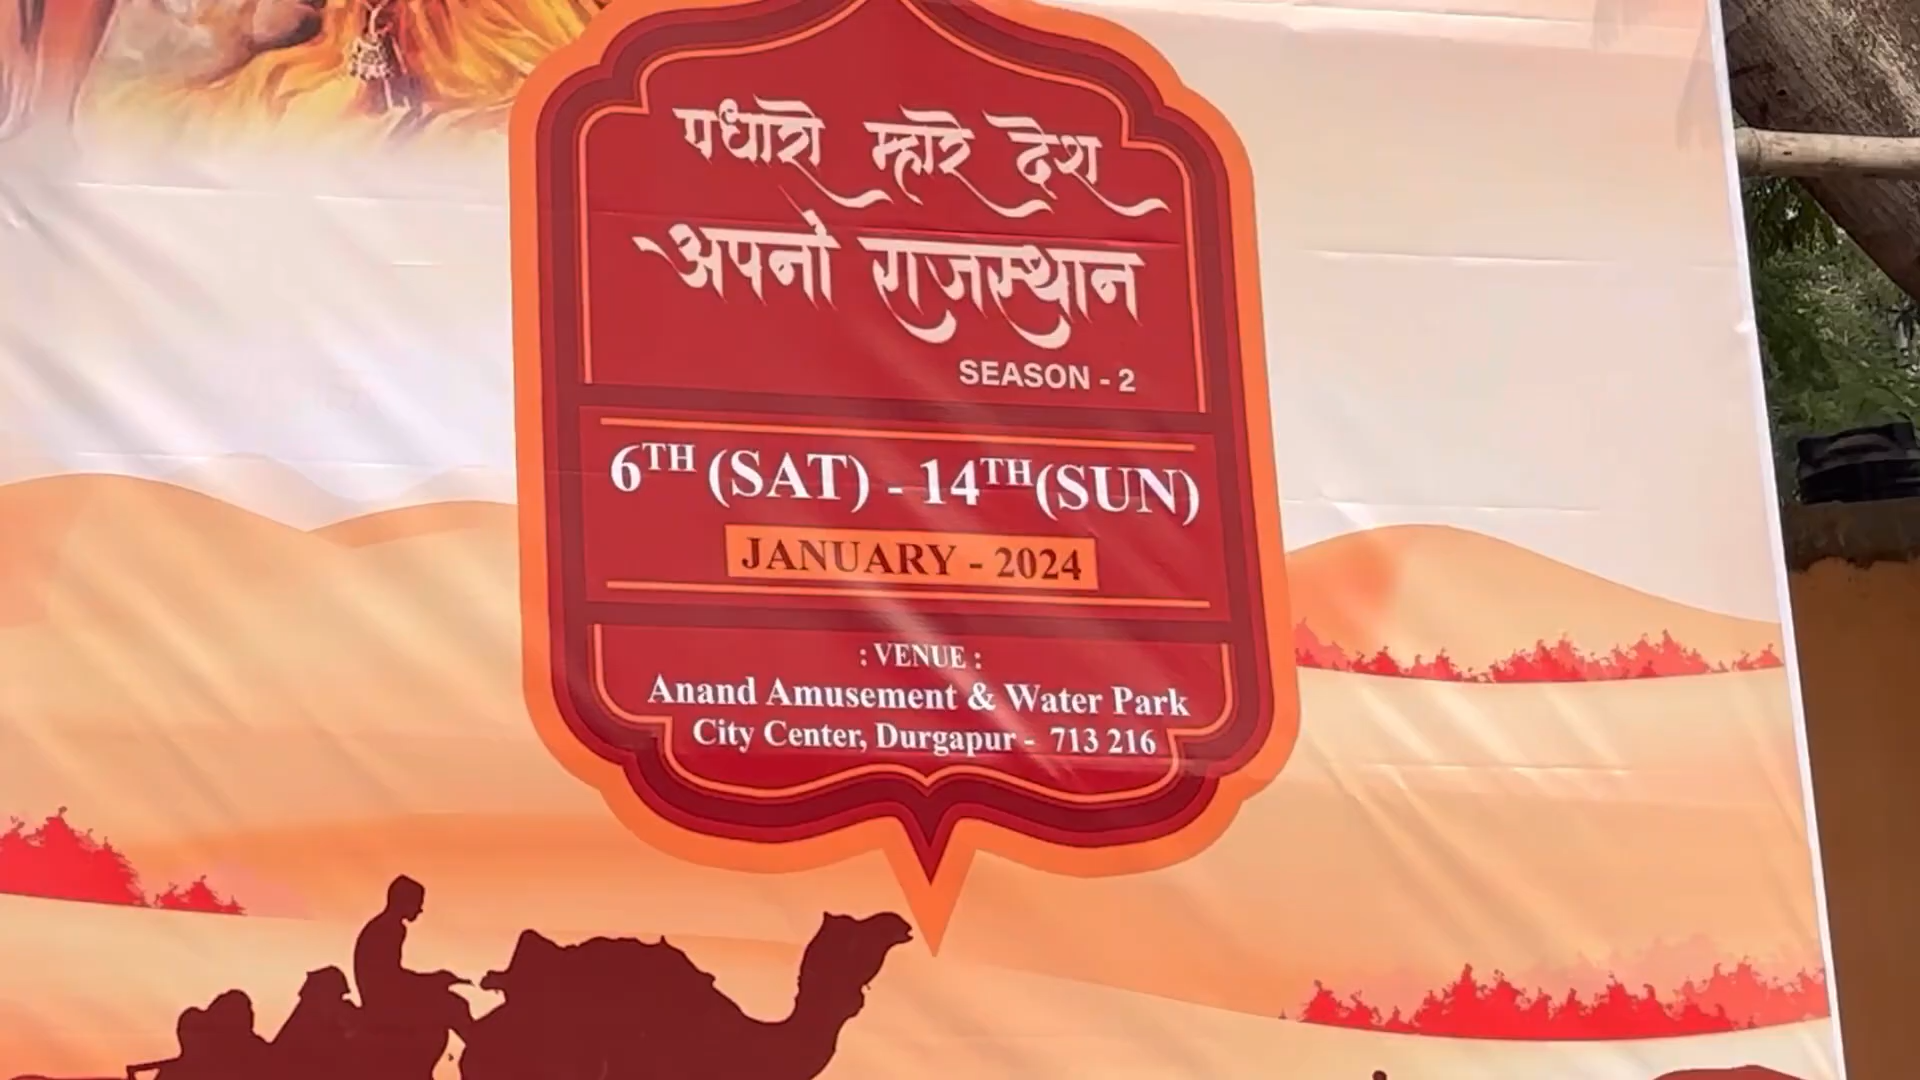 पधारो म्हारे देश
अपनो राजस्थान
SEASON - 2
6TH (SAT) - 14TH(SUN)
JANUARY - 2024
: VENUE :
Anand Amusement & Water Park
City Center, Durgapur - 713 216